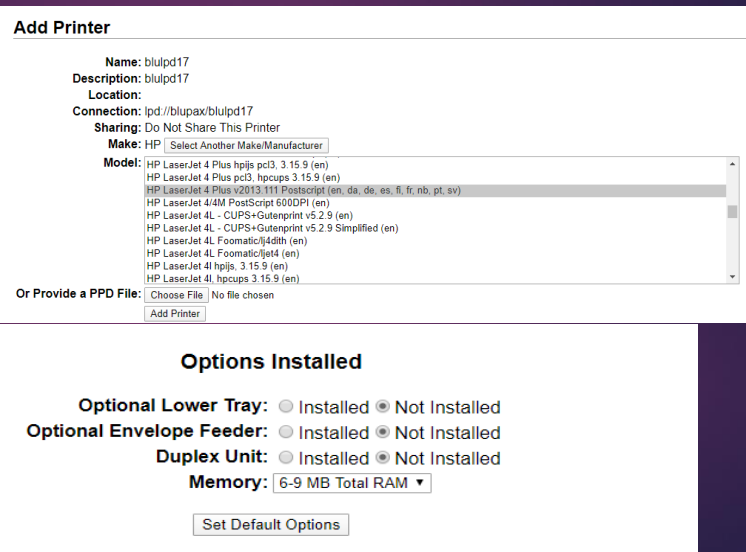 Add Printer
Name: blulpd17
Description: blulpd17
Location:
Connection: lpd://blupax/blulpd17
Sharing: Do Not Share This Printer
Make: HP Select Another Make/Manufacturer
Model:
HP LaserJet 4 Plus hpijs pcl3, 3.15.9 (en)
HP LaserJet 4 Plus pcl3, hpcups 3.15.9 (en)
HP LaserJet 4 Plus v2013.111 Postscript (en, da, de, es, fi, fr, nb, pt, sv)
HP LaserJet 4/4M PostScript 600DPI (en)
HP LaserJet 4L - CUPS+Gutenprint v5.2.9 (en)
HP LaserJet 4L - CUPS+Gutenprint v5.2.9 Simplified (en)
HP LaserJet 4L Foomatic/lj4dith (en)
HP LaserJet 4L Foomatic/ljet4 (en)
HP LaserJet 4l hpijs, 3.15.9 (en)
HP LaserJet 4l, hpcups 3.15.9 (en)
Or Provide a PPD File: Choose File No file chosen
Add Printer
Options Installed
Optional Lower Tray: Installed Not Installed
Optional Envelope Feeder: Installed Not Installed
Duplex Unit: Installed Not Installed
Memory: 6-9 MB Total RAM
Set Default Options